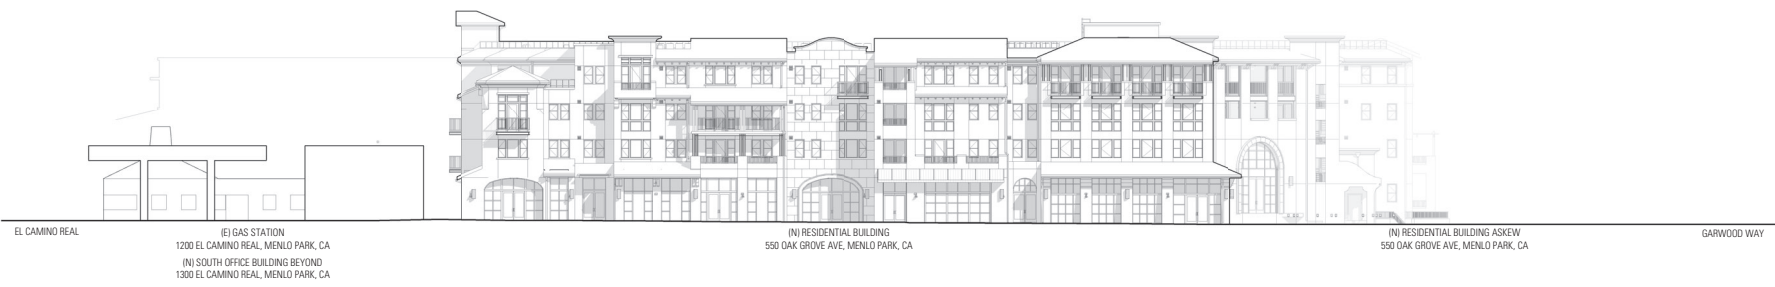 EL CAMINO REAL
(E) GAS STATION
1200 EL CAMINO REAL, MENLO PARK, CA
(N) SOUTH OFFICE BUILDING BEYOND
1300 EL CAMINO REAL, MENLO PARK, CA
(N) RESIDENTIAL BUILDING
550 OAK GROVE AVE, MENLO PARK, CA
(N) RESIDENTIAL BUILDING ASKEW
550 OAK GROVE AVE, MENLO PARK, CA
GARWOOD WAY